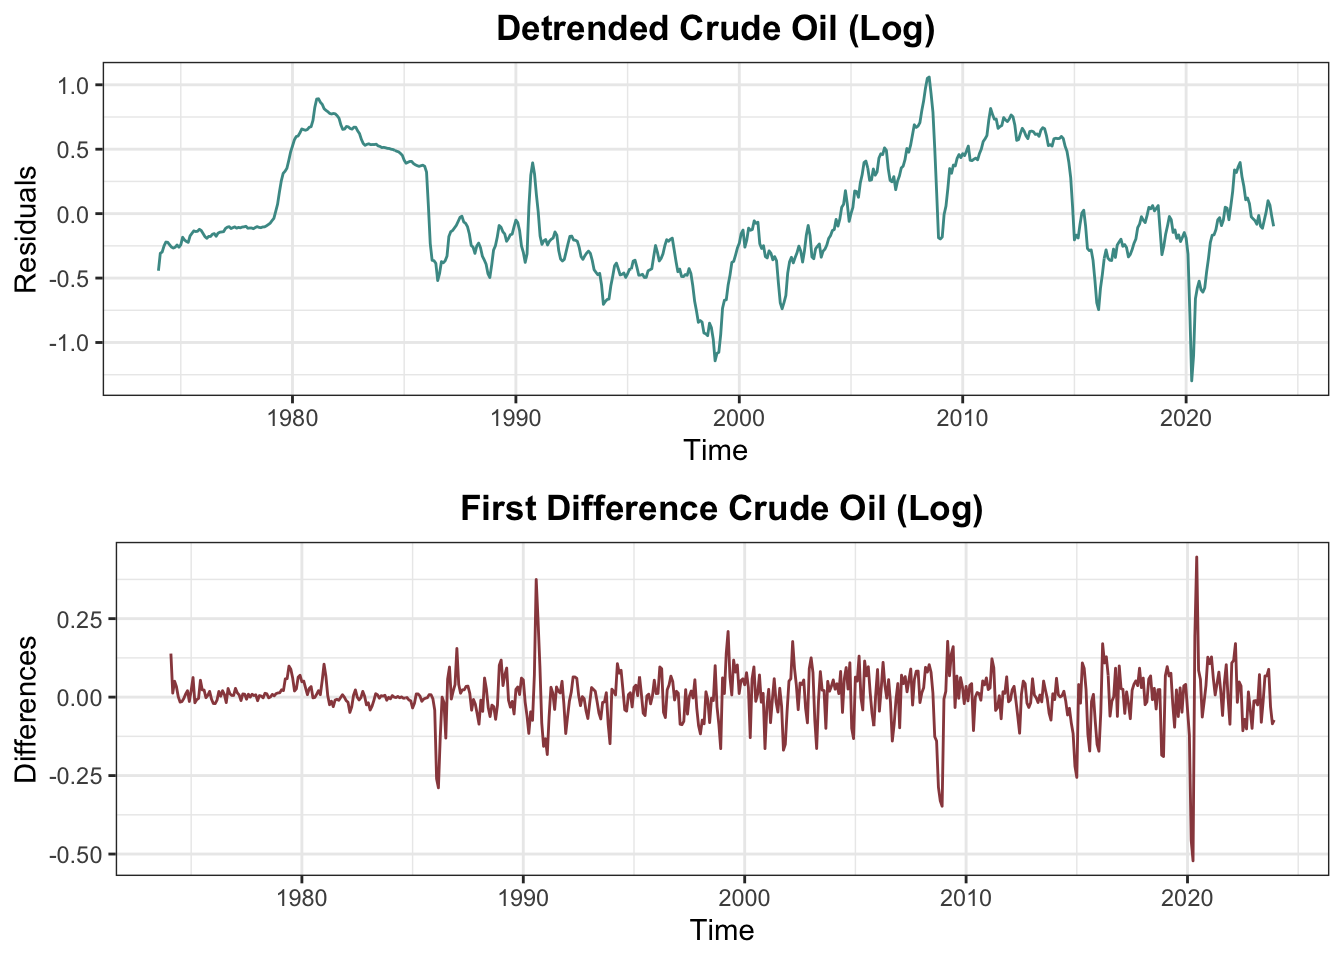 Detrended Crude Oil (Log)
Residuals
1.0
0.5
0.0
-0.5
-1.0
1980 1990 2000 2010 2020
Time
First Difference Crude Oil (Log)
Differences
0.25
0.00
-0.25
-0.50
1980 1990 2000 2010 2020
Time